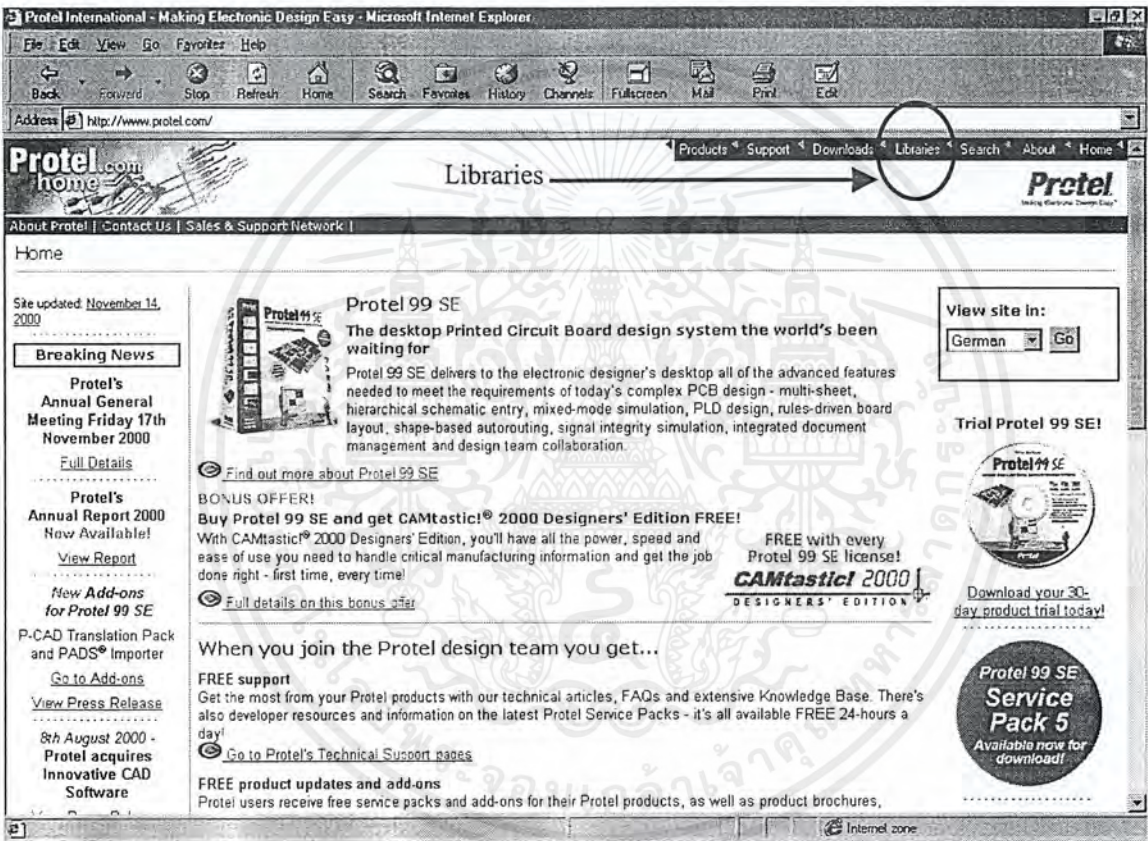 Protel International - Making Electronic Design Easy - Microsoft Internet Explorer
File Edit View Go Favorites Help
Back Forward Stop Refresh Home Search Favorites History Channels Fullscreen Mail Print Edit
Address http://www.protel.com/
Protel.com
home
Products Support Downloads Libraries Search About Home
Libraries
Protel
Making Electronic Design Easy
About Protel | Contact Us | Sales & Support Network |
Home
Site updated: November 14,
2000
Breaking News
Protel's
Annual General
Meeting Friday 17th
November 2000
Full Details
Protel's
Annual Report 2000
Now Available!
View Report
New Add-ons
for Protel 99 SE
P-CAD Translation Pack
and PADS® Importer
Go to Add-ons
View Press Release
8th August 2000 -
Protel acquires
Innovative CAD
Software
Protel 99 SE
Protel 99 SE
The desktop Printed Circuit Board design system the world's been
waiting for
Protel 99 SE delivers to the electronic designer's desktop all of the advanced features
needed to meet the requirements of today's complex PCB design - multi-sheet,
hierarchical schematic entry, mixed-mode simulation, PLD design, rules-driven board
layout, shape-based autorouting, signal integrity simulation, integrated document
management and design team collaboration.
Find out more about Protel 99 SE
BONUS OFFER!
Buy Protel 99 SE and get CAMtastic!® 2000 Designers' Edition FREE!
With CAMtastic!® 2000 Designers' Edition, you'll have all the power, speed and
ease of use you need to handle critical manufacturing information and get the job
done right - first time, every time!
Full details on this bonus offer
FREE with every
Protel 99 SE license!
CAMtastic! 2000
DESIGNERS' EDITION
When you join the Protel design team you get...
FREE support
Get the most from your Protel products with our technical articles, FAQs and extensive Knowledge Base. There's
also developer resources and information on the latest Protel Service Packs - it's all available FREE 24-hours a
day!
Go to Protel's Technical Support pages
FREE product updates and add-ons
Protel users receive free service packs and add-ons for their Protel products, as well as product brochures,
View site in:
German Go
Trial Protel 99 SE!
Protel 99 SE
Protel
Download your 30-
day product trial today!
Protel 99 SE
Service
Pack 5
Available now for
download!
Internet zone